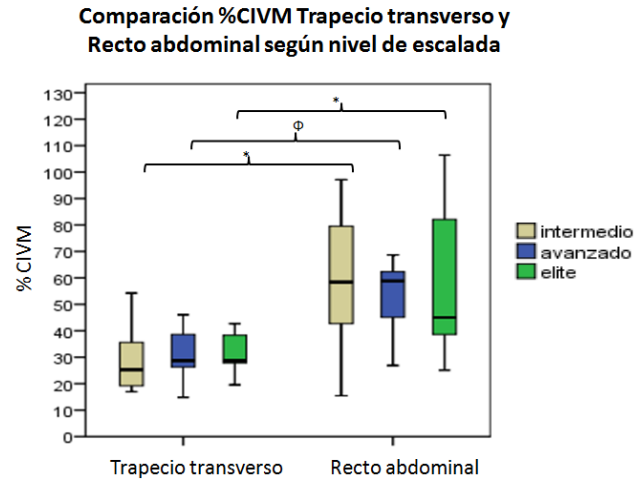 Comparación %CIVM Trapecio transverso y
Recto abdominal según nivel de escalada
% CIVM
130
120
110
100
90
80
70
60
50
40
30
20
10
0
*
Φ
*
intermedio
avanzado
elite
Trapecio transverso
Recto abdominal